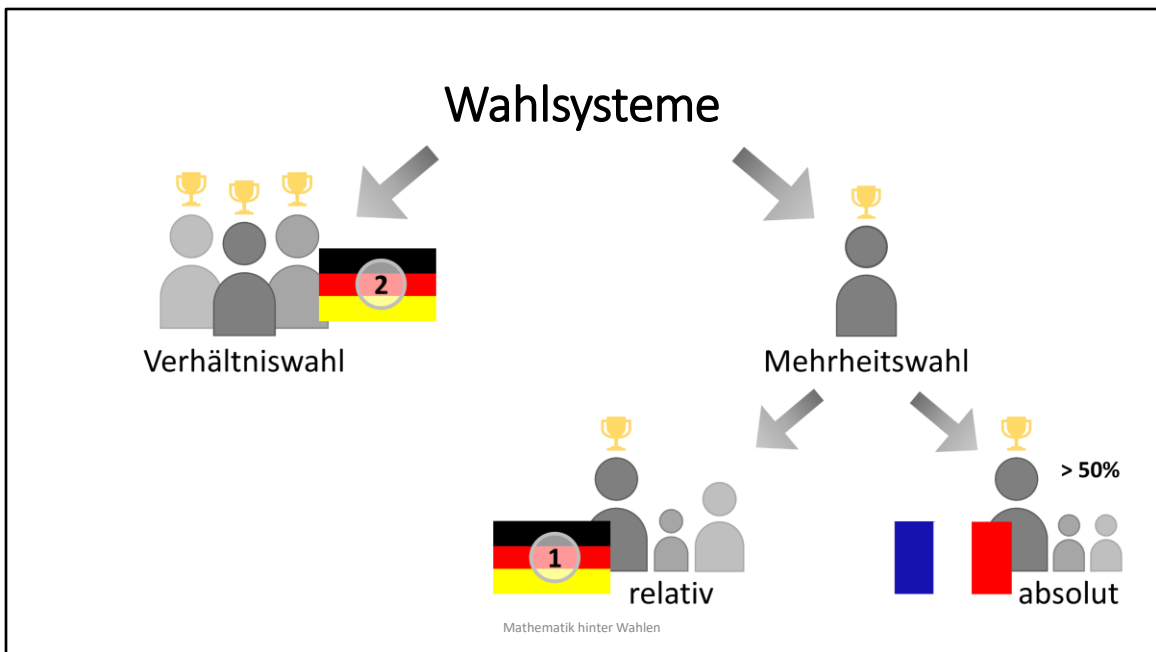 Wahlsysteme
2
Verhältniswahl
Mehrheitswahl
> 50%
1
relativ
absolut
Mathematik hinter Wahlen